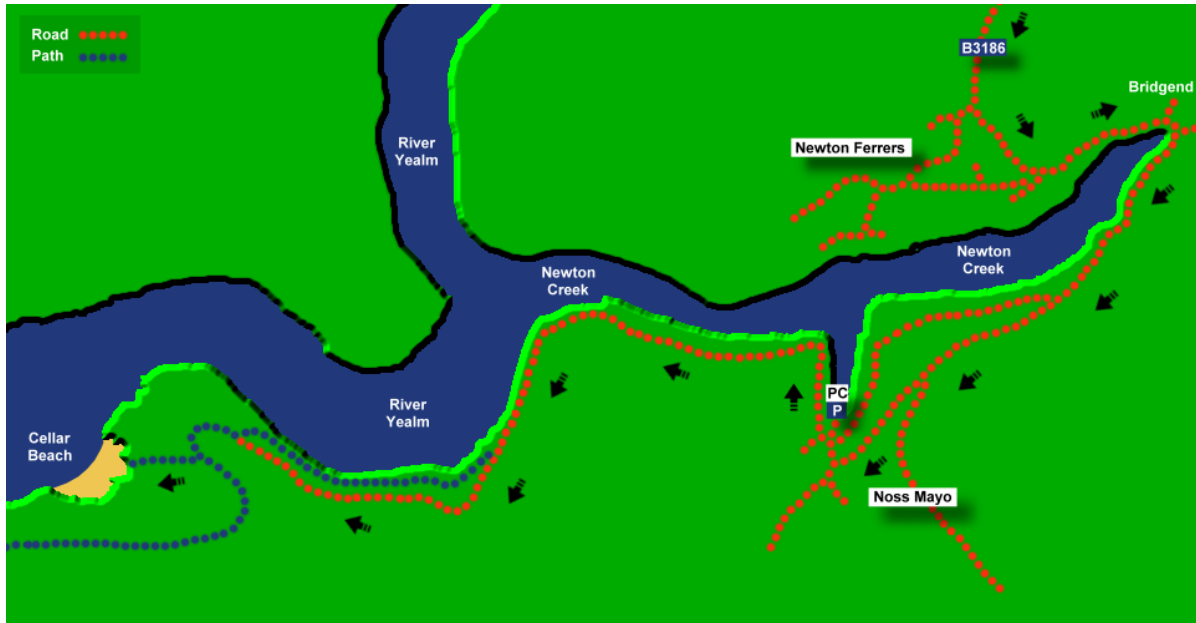 Road
Path
B3186
Bridgend
River
Yealm
Newton Ferrers
Newton
Creek
Newton
Creek
PC
P
River
Yealm
Cellar
Beach
Noss Mayo